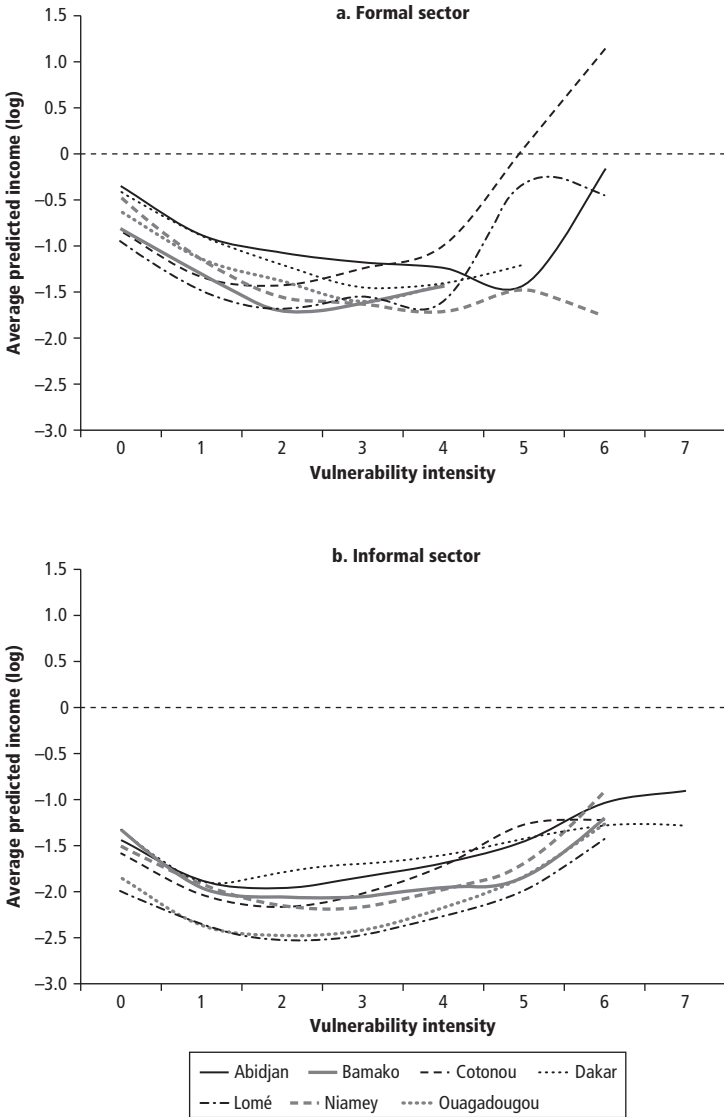 a. Formal sector
1.5
1.0
0.5
0
–0.5
–1.0
–1.5
–2.0
–2.5
–3.0
Average predicted income (log)
0 1 2 3 4 5 6 7
Vulnerability intensity
b. Informal sector
1.5
1.0
0.5
0
–0.5
–1.0
–1.5
–2.0
–2.5
–3.0
Average predicted income (log)
0 1 2 3 4 5 6 7
Vulnerability intensity
Abidjan Bamako Cotonou Dakar
Lomé Niamey Ouagadougou